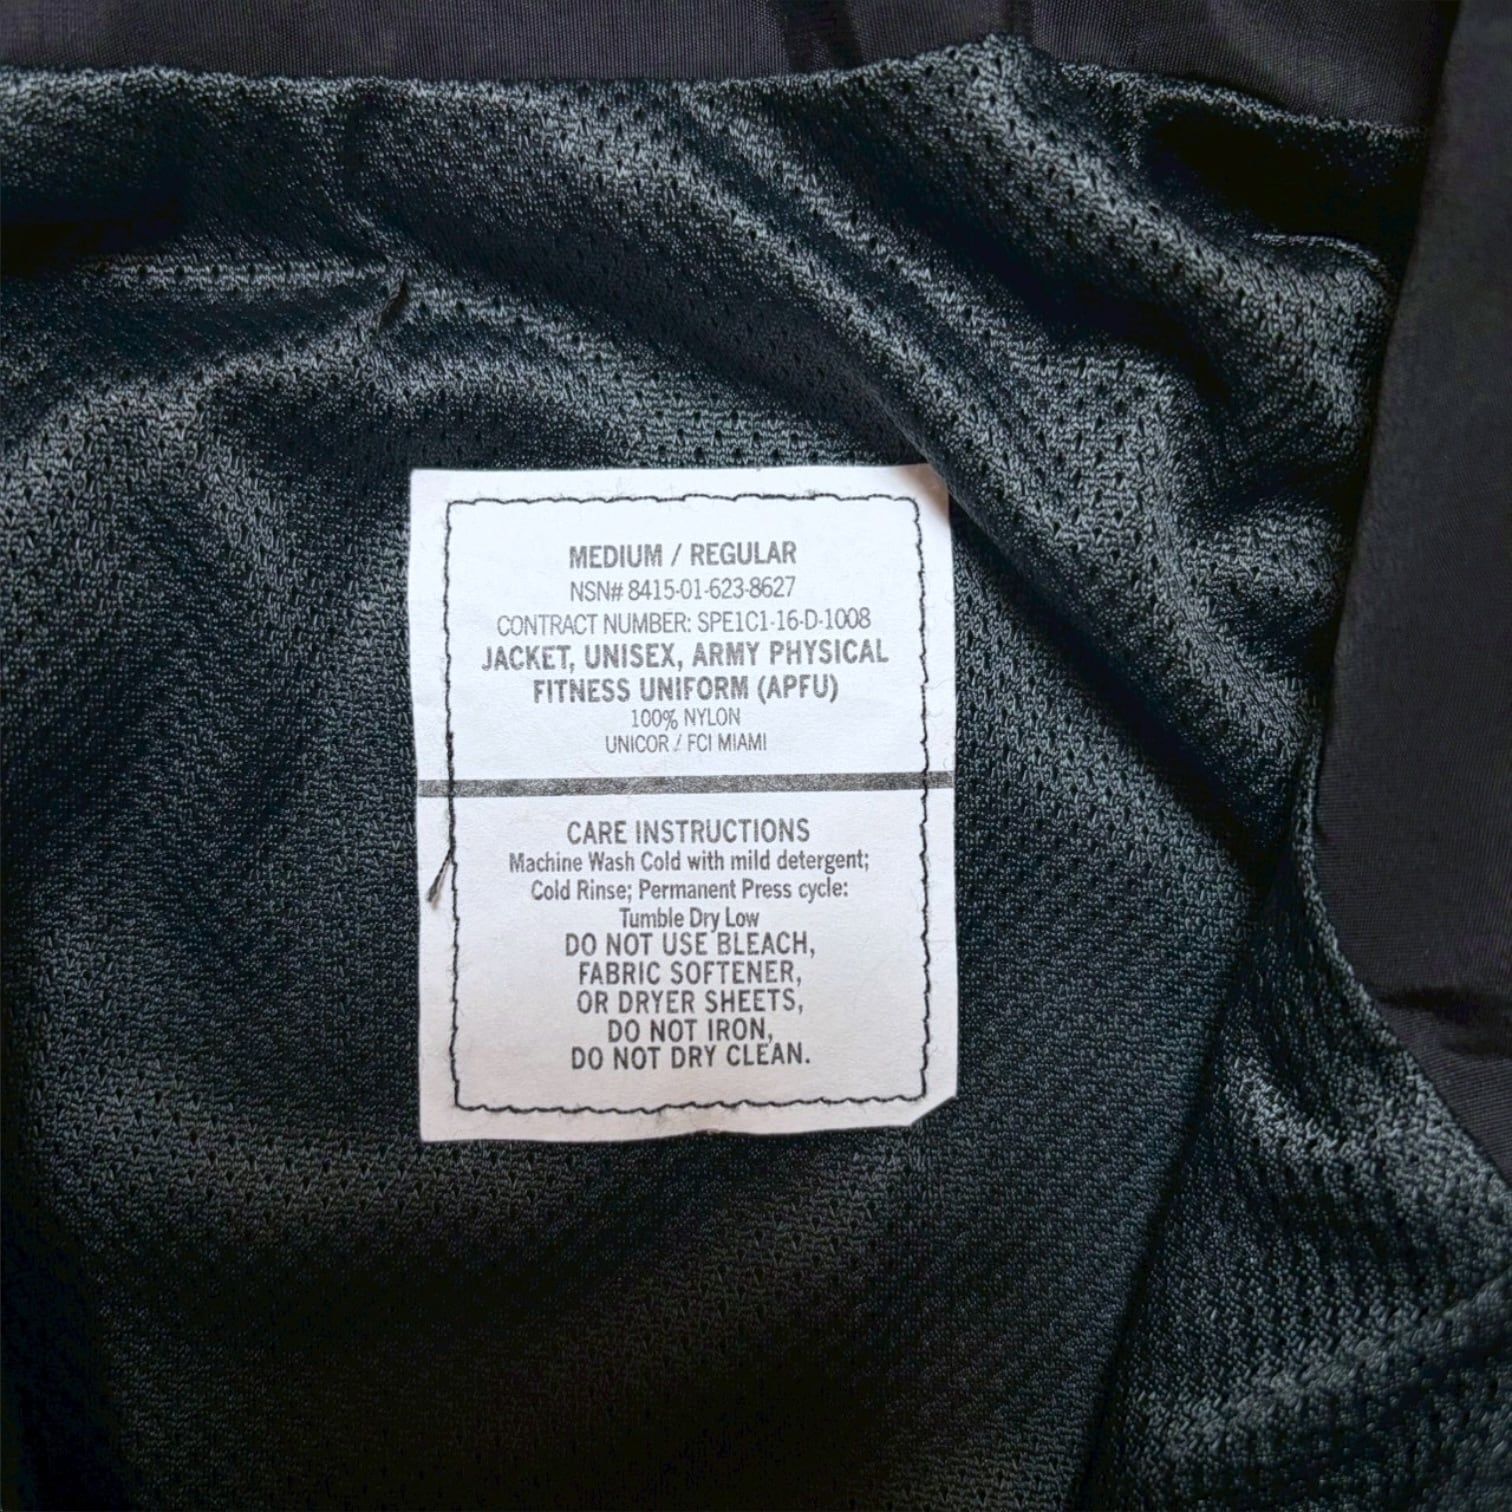 MEDIUM / REGULAR
NSN# 8415-01-623-8627
CONTRACT NUMBER: SPE1C1-16-D-1008
JACKET, UNISEX, ARMY PHYSICAL
FITNESS UNIFORM (APFU)
100% NYLON
UNICOR / FCI MIAMI
CARE INSTRUCTIONS
Machine Wash Cold with mild detergent;
Cold Rinse; Permanent Press cycle:
Tumble Dry Low
DO NOT USE BLEACH,
FABRIC SOFTENER,
OR DRYER SHEETS,
DO NOT IRON,
DO NOT DRY CLEAN.